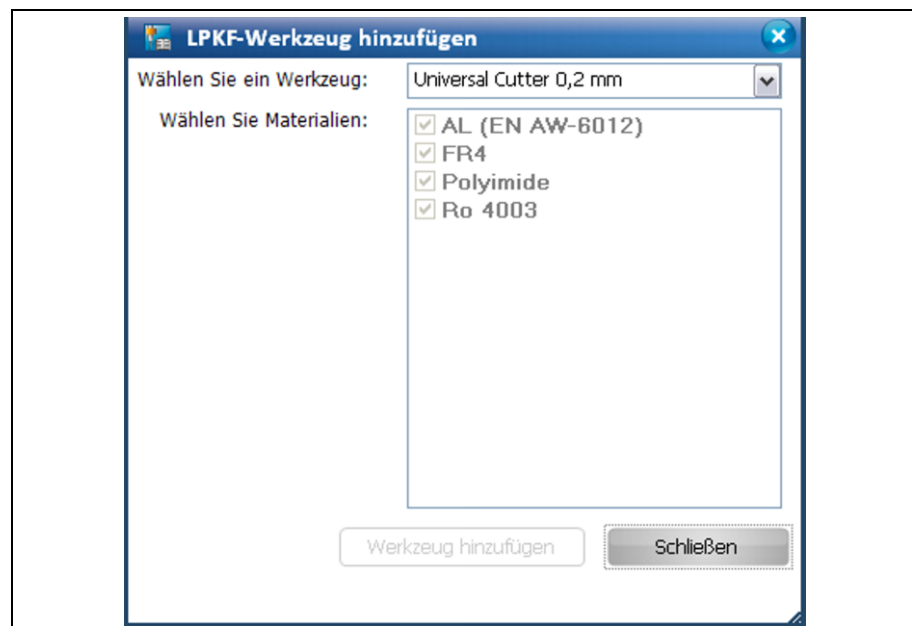 LPKF-Werkzeug hinzufügen
Wählen Sie ein Werkzeug: Universal Cutter 0,2 mm
Wählen Sie Materialien:
AL (EN AW-6012)
FR4
Polyimide
Ro 4003
Werkzeug hinzufügen Schließen